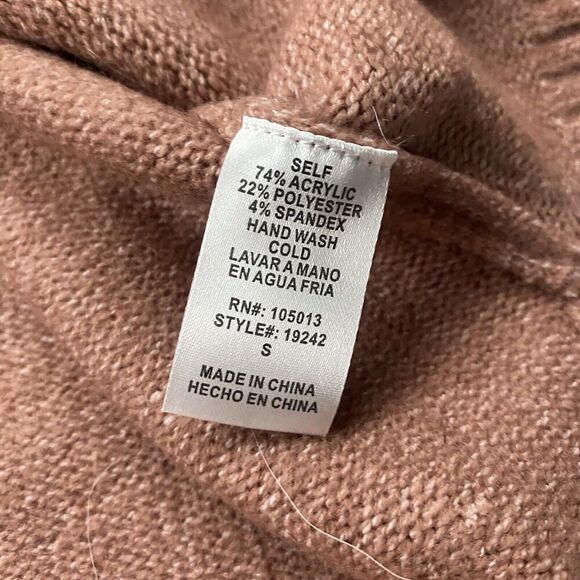 SELF
74% ACRYLIC
22% POLYESTER
4% SPANDEX
HAND WASH
COLD
LAVAR A MANO
EN AGUA FRIA
RN#: 105013
STYLE#: 19242
S
MADE IN CHINA
HECHO EN CHINA